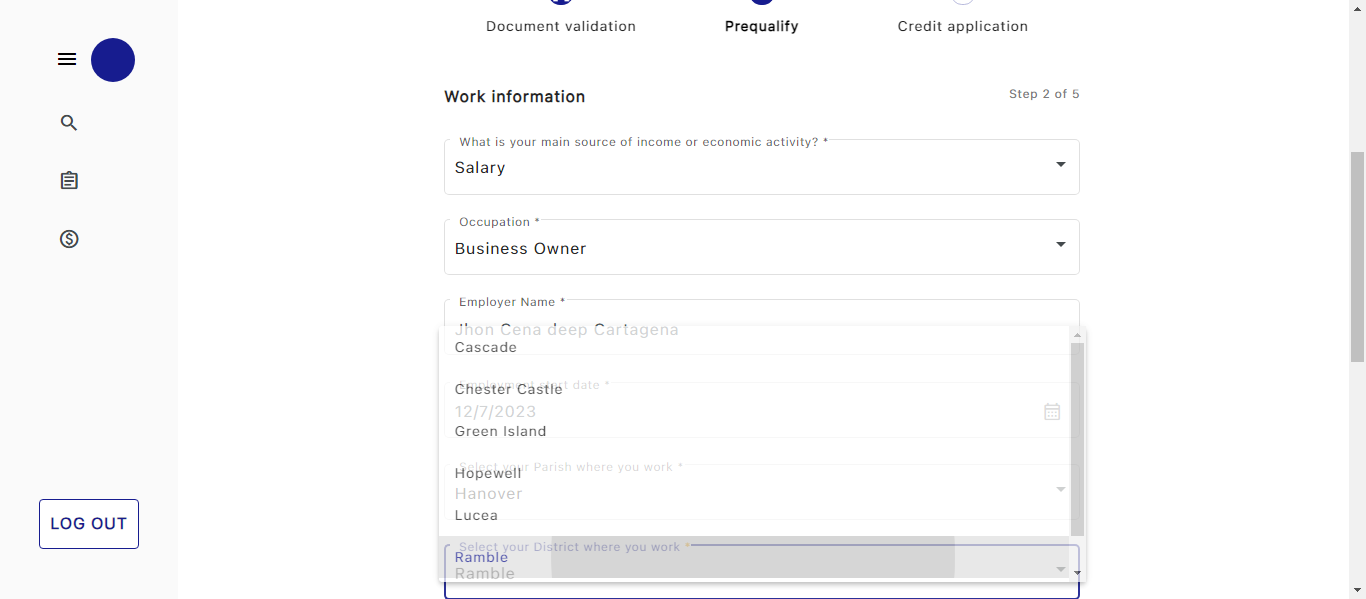 Document validation
Prequalify
Credit application
Work information
Step 2 of 5
What is your main source of income or economic activity? *
Salary
Occupation *
Business Owner
Employer Name *
Jhon Cena deep Cartagena
Cascade
Employment start date *
Chester Castle
12/7/2023
Green Island
Select your Parish where you work *
Hopewell
Hanover
Lucea
Select your District where you work *
Ramble
Ramble
LOG OUT